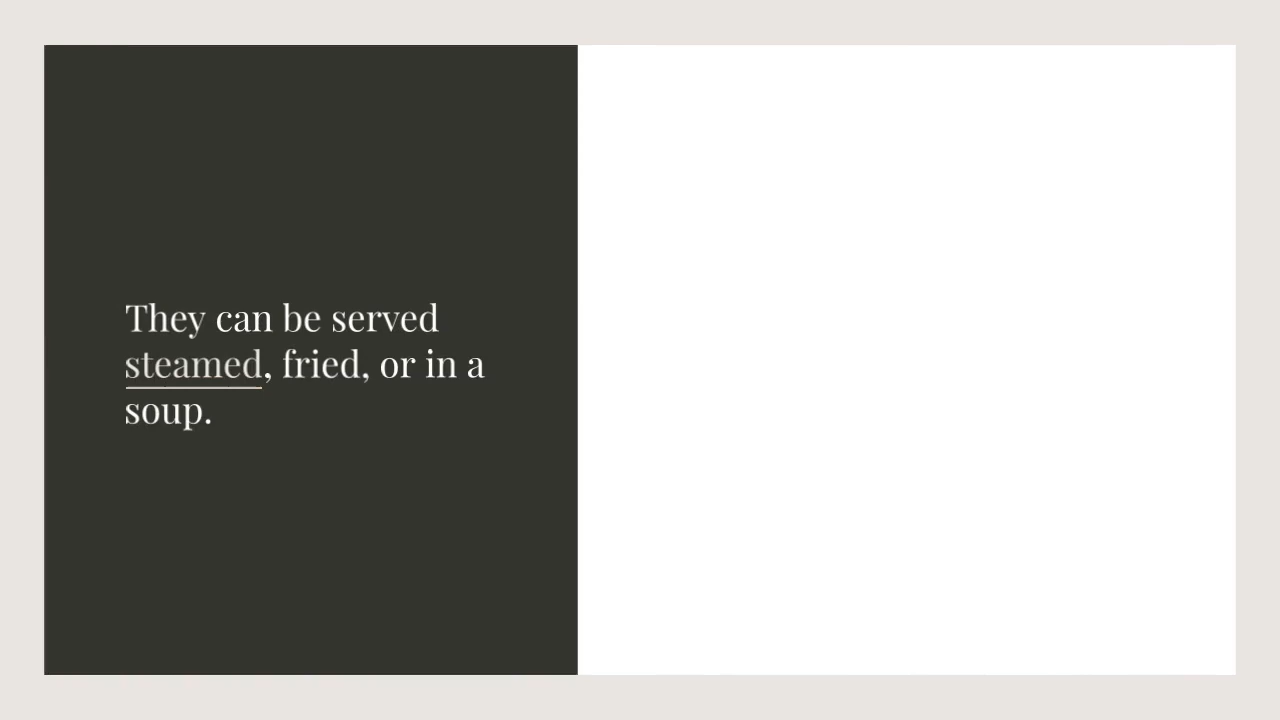 They can be served
steamed, fried, or in a
soup.